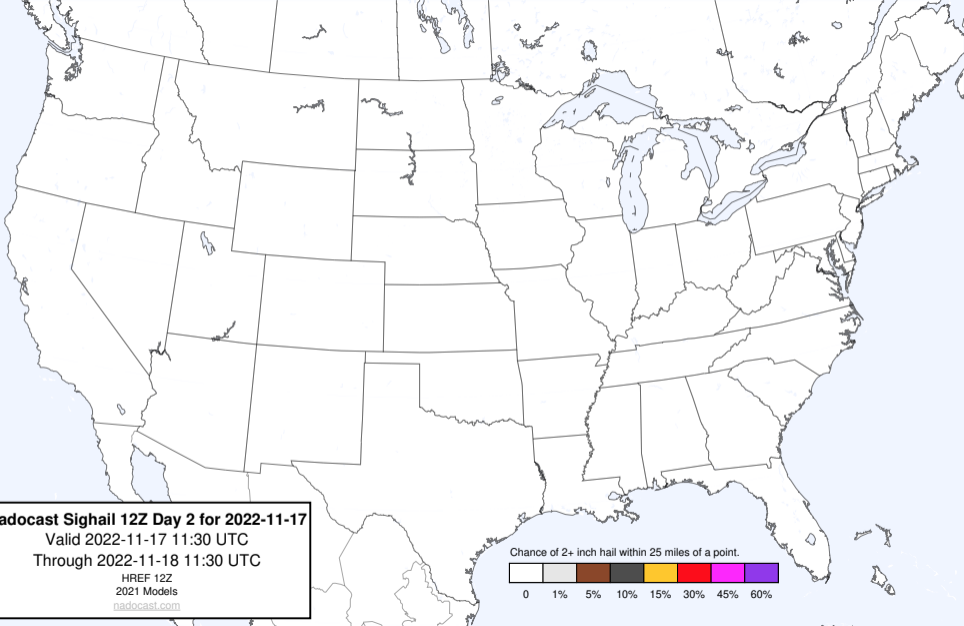 adocast Sighail 12Z Day 2 for 2022-11-17
Valid 2022-11-17 11:30 UTC
Through 2022-11-18 11:30 UTC
HREF 12Z
2021 Models
nadocast.com
Chance of 2+ inch hail within 25 miles of a point.
0 1% 5% 10% 15% 30% 45% 60%